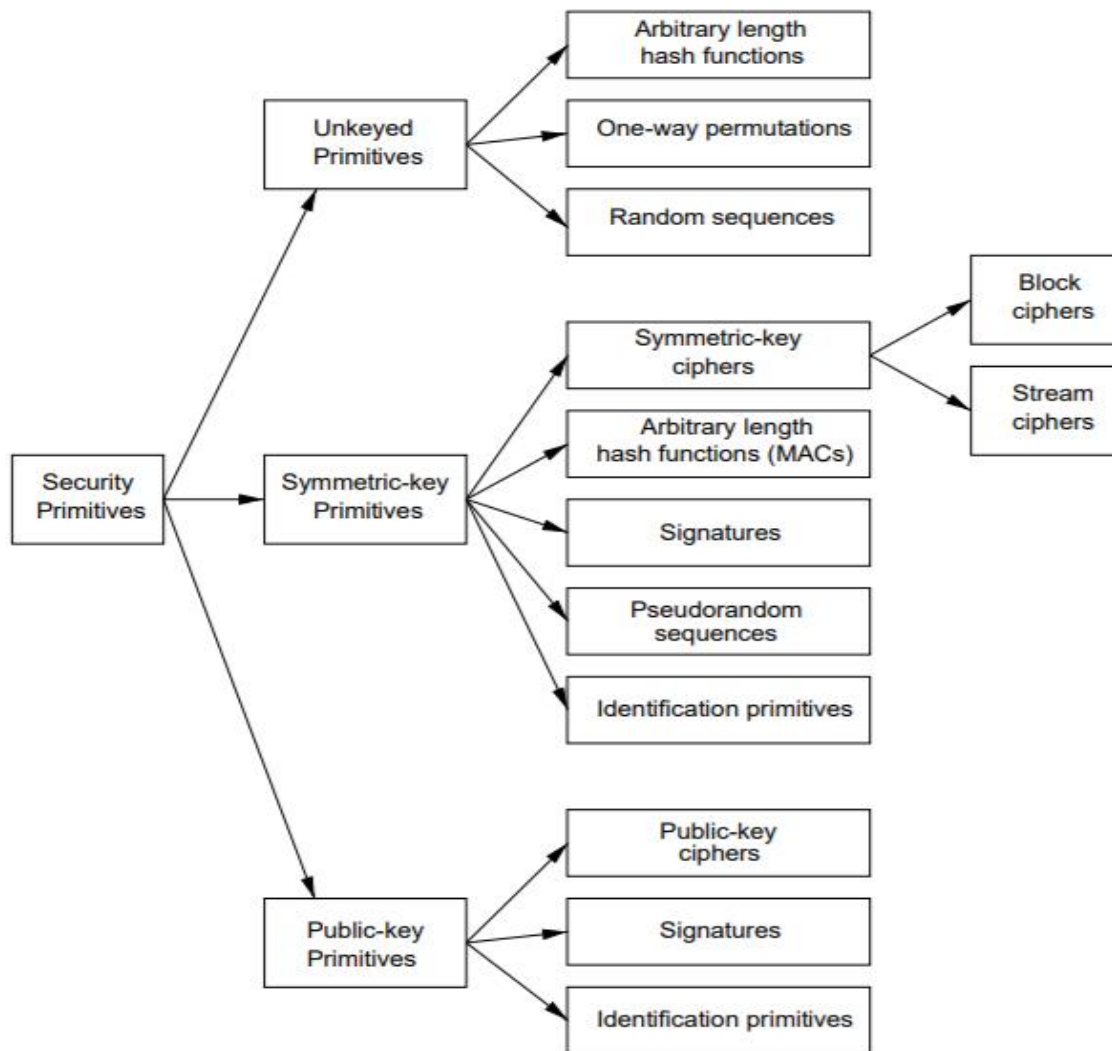 Arbitrary length
hash functions
Unkeyed
Primitives
One-way permutations
Random sequences
Block
ciphers
Symmetric-key
ciphers
Stream
ciphers
Arbitrary length
hash functions (MACs)
Security
Primitives
Symmetric-key
Primitives
Signatures
Pseudorandom
sequences
Identification primitives
Public-key
ciphers
Public-key
Primitives
Signatures
Identification primitives